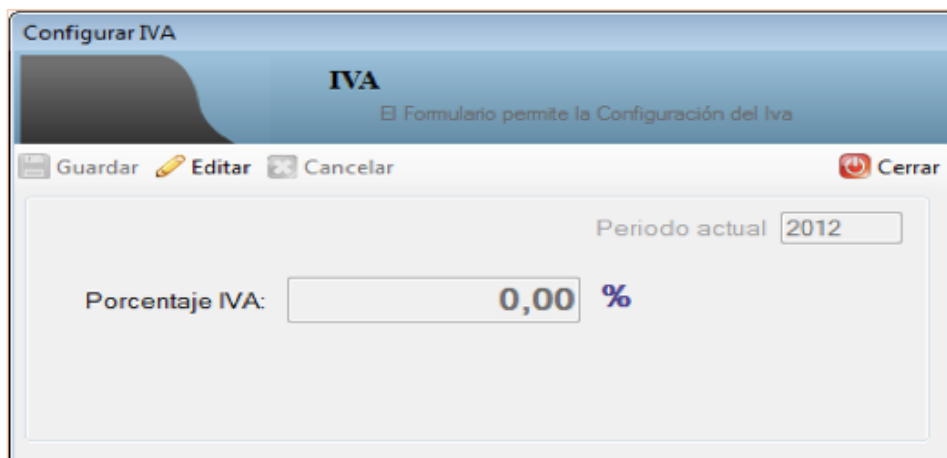 Configurar IVA
IVA
El Formulario permite la Configuración del Iva
Guardar Editar Cancelar Cerrar
Periodo actual 2012
Porcentaje IVA: 0,00 %